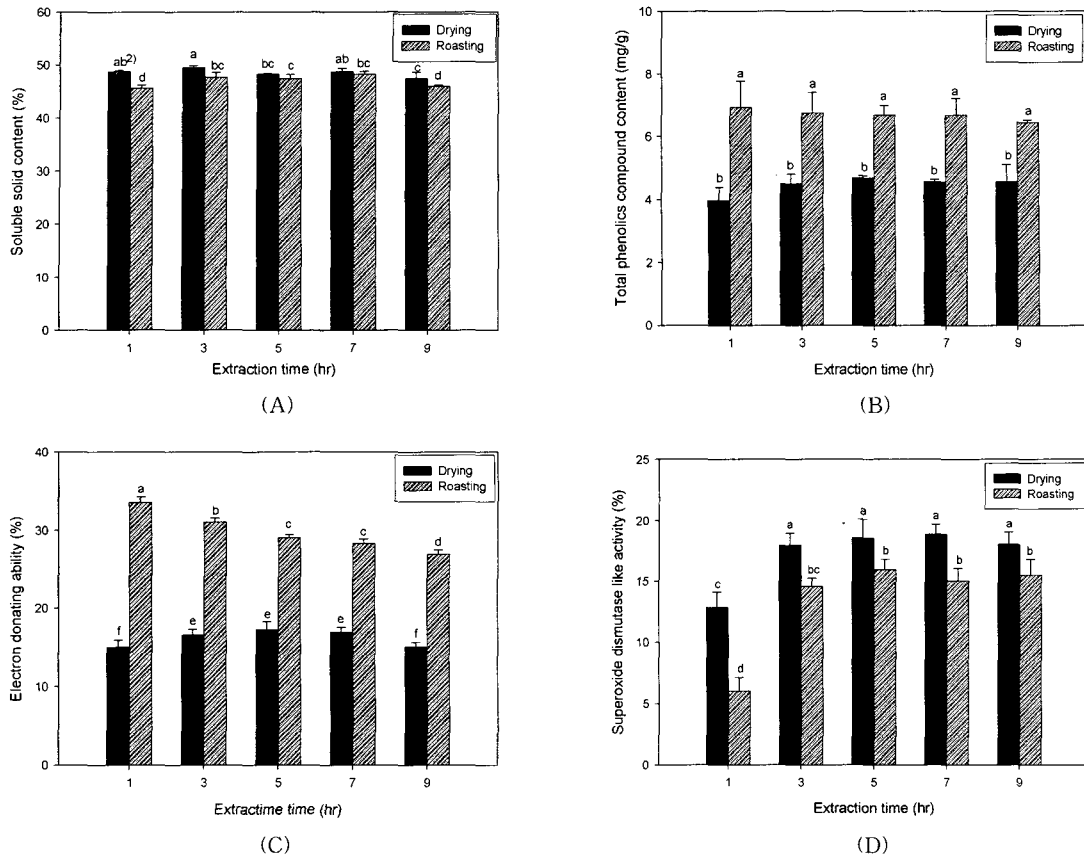 60
50
40
30
20
10
0
Soluble solid content (%)
Drying
Roasting
ab2)
d
a
bc
bc
c
ab
bc
c
d
1 3 5 7 9
Extraction time (hr)
(A)
10
8
6
4
2
0
Total phenolics compound content (mg/g)
Drying
Roasting
b
a
b
a
b
a
b
a
b
a
1 3 5 7 9
Extraction time (hr)
(B)
40
30
20
10
0
Electron donating ability (%)
Drying
Roasting
f
a
e
b
e
c
e
c
f
d
1 3 5 7 9
Extractime time (hr)
(C)
25
20
15
10
5
0
Superoxide dismutase like activity (%)
Drying
Roasting
c
d
a
bc
a
b
a
b
a
b
1 3 5 7 9
Extraction time (hr)
(D)